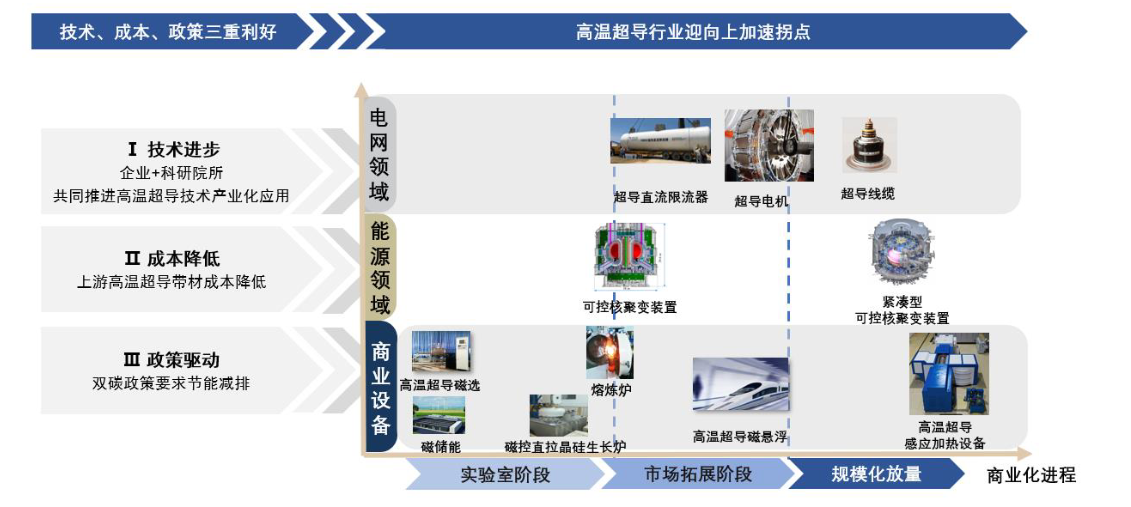 技术、成本、政策三重利好
高温超导行业迎向上加速拐点
Ⅰ 技术进步
企业+科研院所
共同推进高温超导技术产业化应用
Ⅱ 成本降低
上游高温超导带材成本降低
Ⅲ 政策驱动
双碳政策要求节能减排
电网领域
超导直流限流器
超导电机
超导线缆
能源领域
可控核聚变装置
紧凑型
可控核聚变装置
商业设备
高温超导磁选
熔炼炉
磁储能
磁控直拉晶硅生长炉
高温超导磁悬浮
高温超导
感应加热设备
实验室阶段
市场拓展阶段
规模化放量
商业化进程